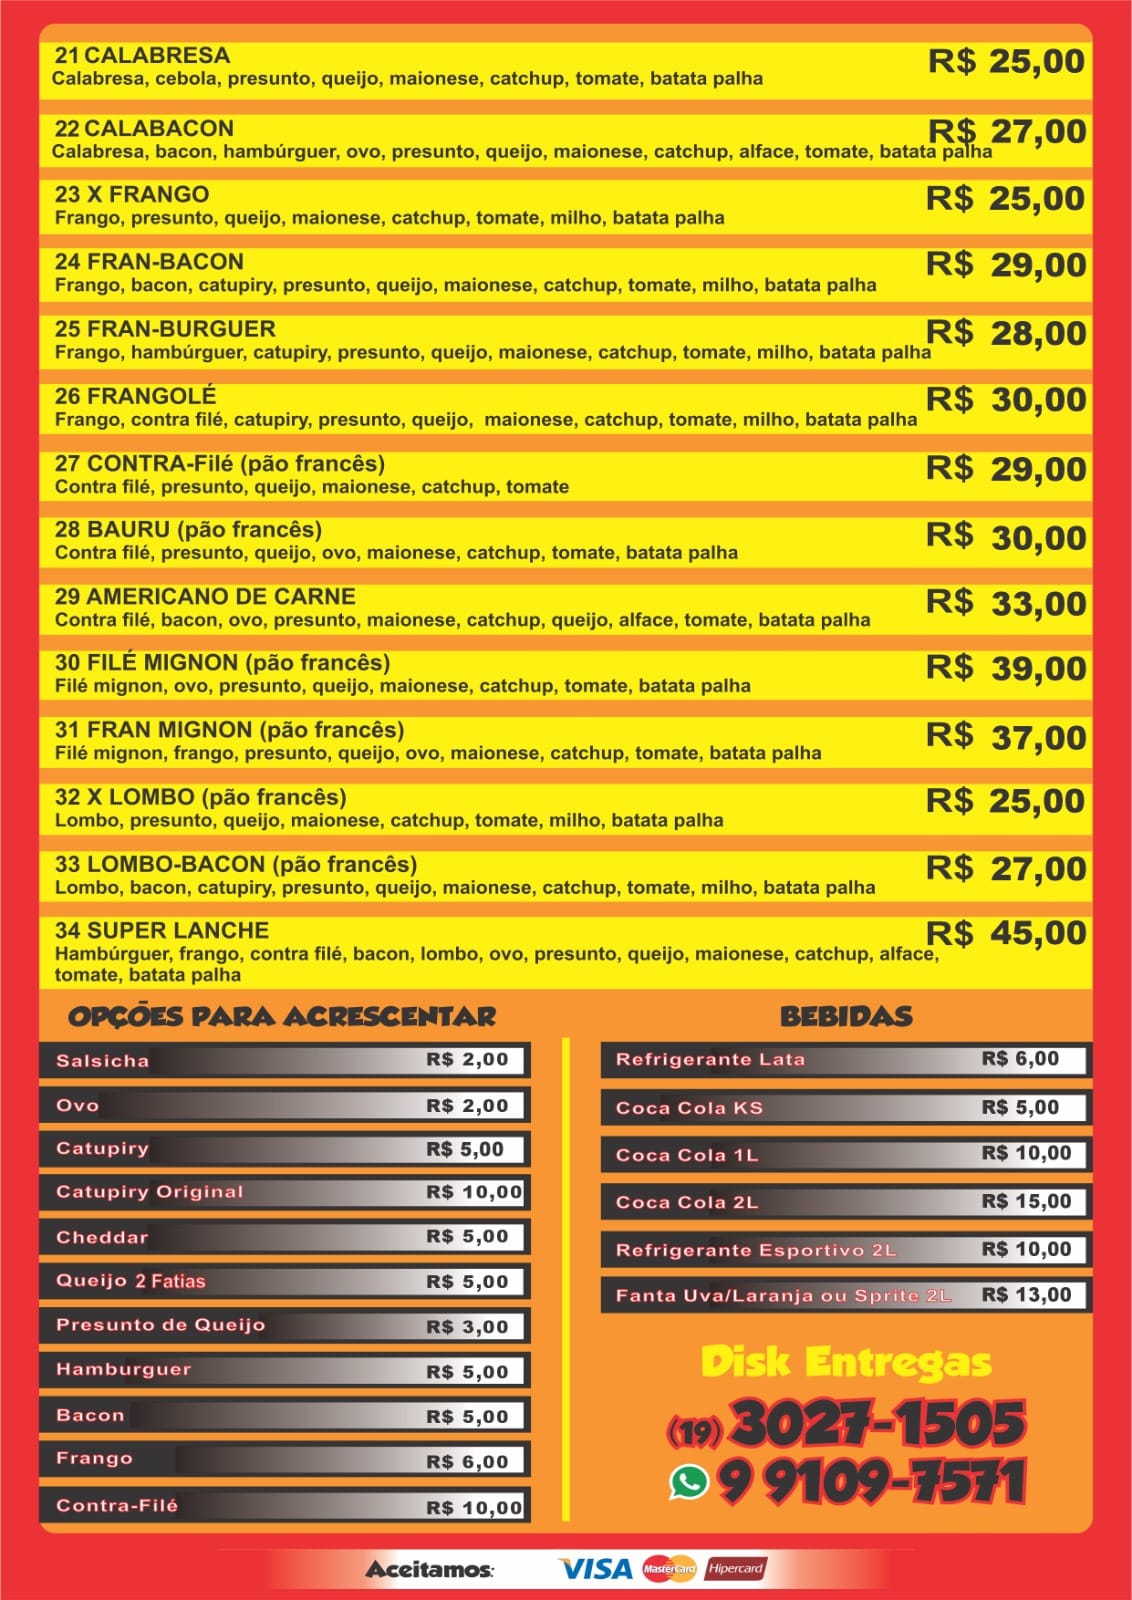 21 CALABRESA R$ 25,00
Calabresa, cebola, presunto, queijo, maionese, catchup, tomate, batata palha
22 CALABACON R$ 27,00
Calabresa, bacon, hambúrguer, ovo, presunto, queijo, maionese, catchup, alface, tomate, batata palha
23 X FRANGO R$ 25,00
Frango, presunto, queijo, maionese, catchup, tomate, milho, batata palha
24 FRAN-BACON R$ 29,00
Frango, bacon, catupiry, presunto, queijo, maionese, catchup, tomate, milho, batata palha
25 FRAN-BURGUER R$ 28,00
Frango, hambúrguer, catupiry, presunto, queijo, maionese, catchup, tomate, milho, batata palha
26 FRANGOLÉ R$ 30,00
Frango, contra filé, catupiry, presunto, queijo, maionese, catchup, tomate, milho, batata palha
27 CONTRA-Filé (pão francês) R$ 29,00
Contra filé, presunto, queijo, maionese, catchup, tomate
28 BAURU (pão francês) R$ 30,00
Contra filé, presunto, queijo, ovo, maionese, catchup, tomate, batata palha
29 AMERICANO DE CARNE R$ 33,00
Contra filé, bacon, ovo, presunto, maionese, catchup, queijo, alface, tomate, batata palha
30 FILÉ MIGNON (pão francês) R$ 39,00
Filé mignon, ovo, presunto, queijo, maionese, catchup, tomate, batata palha
31 FRAN MIGNON (pão francês) R$ 37,00
Filé mignon, frango, presunto, queijo, ovo, maionese, catchup, tomate, batata palha
32 X LOMBO (pão francês) R$ 25,00
Lombo, presunto, queijo, maionese, catchup, tomate, milho, batata palha
33 LOMBO-BACON (pão francês) R$ 27,00
Lombo, bacon, catupiry, presunto, queijo, maionese, catchup, tomate, milho, batata palha
34 SUPER LANCHE R$ 45,00
Hambúrguer, frango, contra filé, bacon, lombo, ovo, presunto, queijo, maionese, catchup, alface,
tomate, batata palha
OPÇÕES PARA ACRESCENTAR
Salsicha R$ 2,00
Ovo R$ 2,00
Catupiry R$ 5,00
Catupiry Original R$ 10,00
Cheddar R$ 5,00
Queijo 2 Fatias R$ 5,00
Presunto de Queijo R$ 3,00
Hamburguer R$ 5,00
Bacon R$ 5,00
Frango R$ 6,00
Contra-Filé R$ 10,00
BEBIDAS
Refrigerante Lata R$ 6,00
Coca Cola KS R$ 5,00
Coca Cola 1L R$ 10,00
Coca Cola 2L R$ 15,00
Refrigerante Esportivo 2L R$ 10,00
Fanta Uva/Laranja ou Sprite 2L R$ 13,00
Disk Entregas
(19) 3027-1505
9 9109-7571
Aceitamos: VISA MasterCard Hipercard